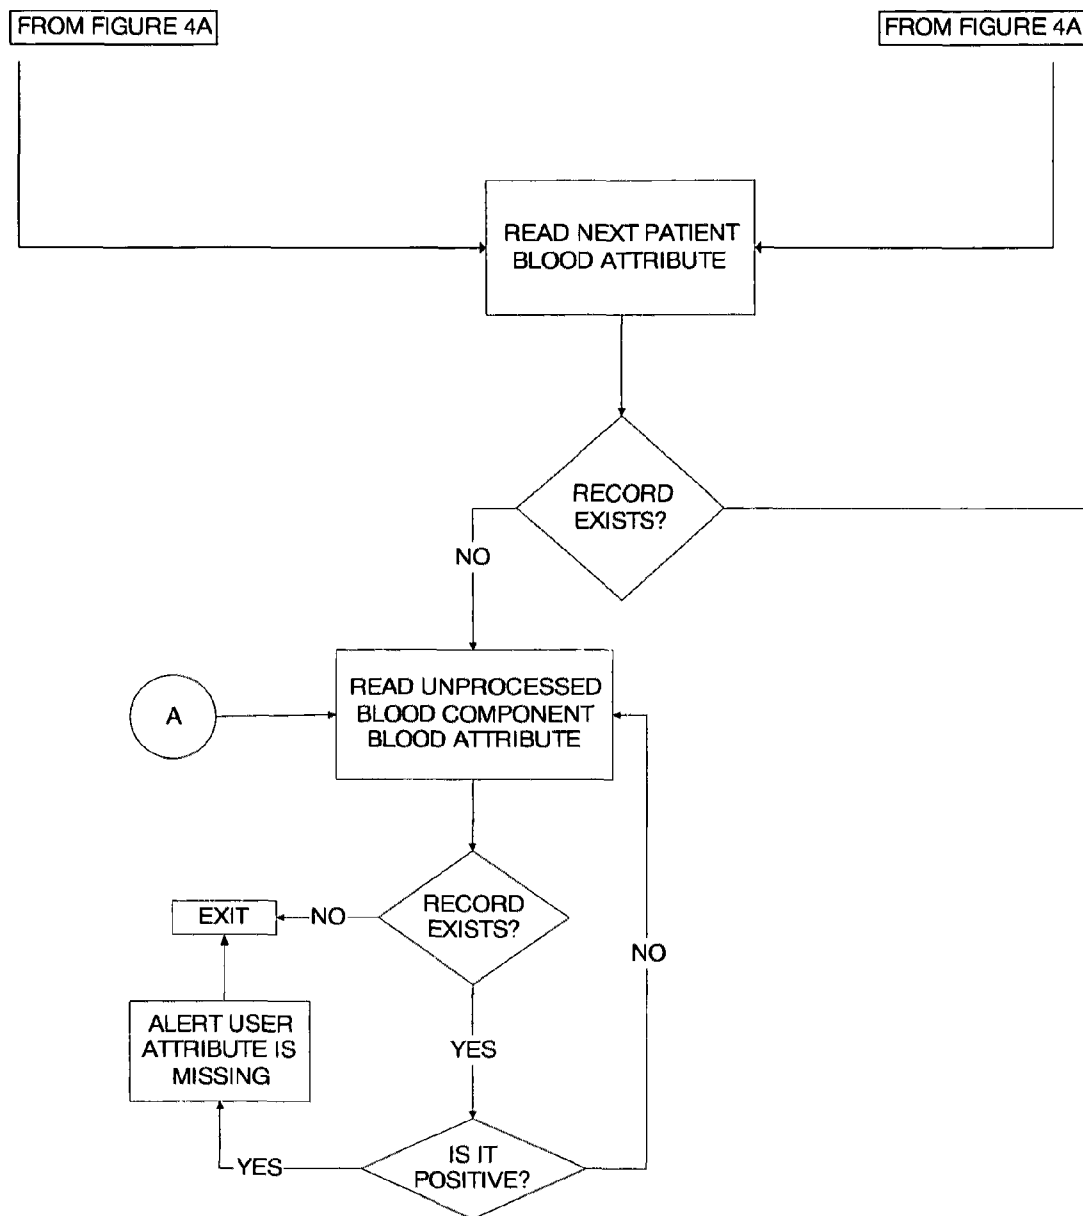 FROM FIGURE 4A
FROM FIGURE 4A
READ NEXT PATIENT
BLOOD ATTRIBUTE
RECORD
EXISTS?
NO
READ UNPROCESSED
BLOOD COMPONENT
BLOOD ATTRIBUTE
A
RECORD
EXISTS?
NO
EXIT
NO
ALERT USER
ATTRIBUTE IS
MISSING
YES
IS IT
POSITIVE?
YES